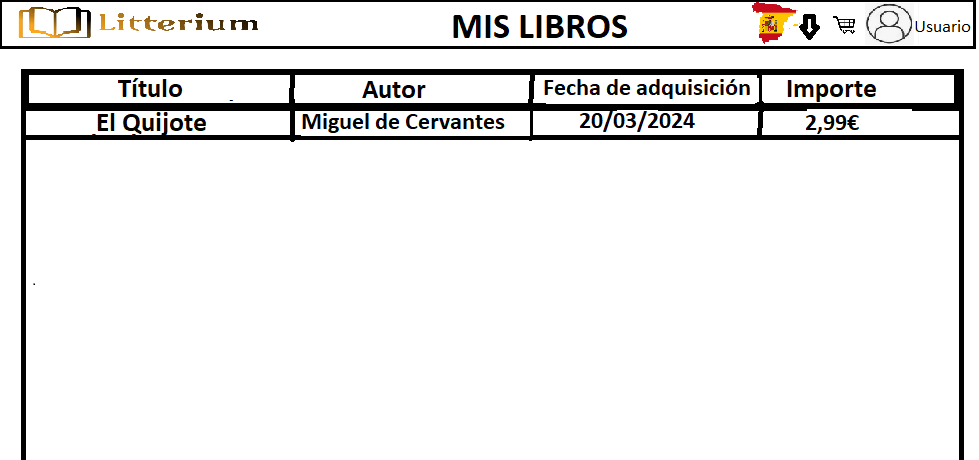 Litterium
MIS LIBROS
Usuario
Título Autor Fecha de adquisición Importe
El Quijote Miguel de Cervantes 20/03/2024 2,99€